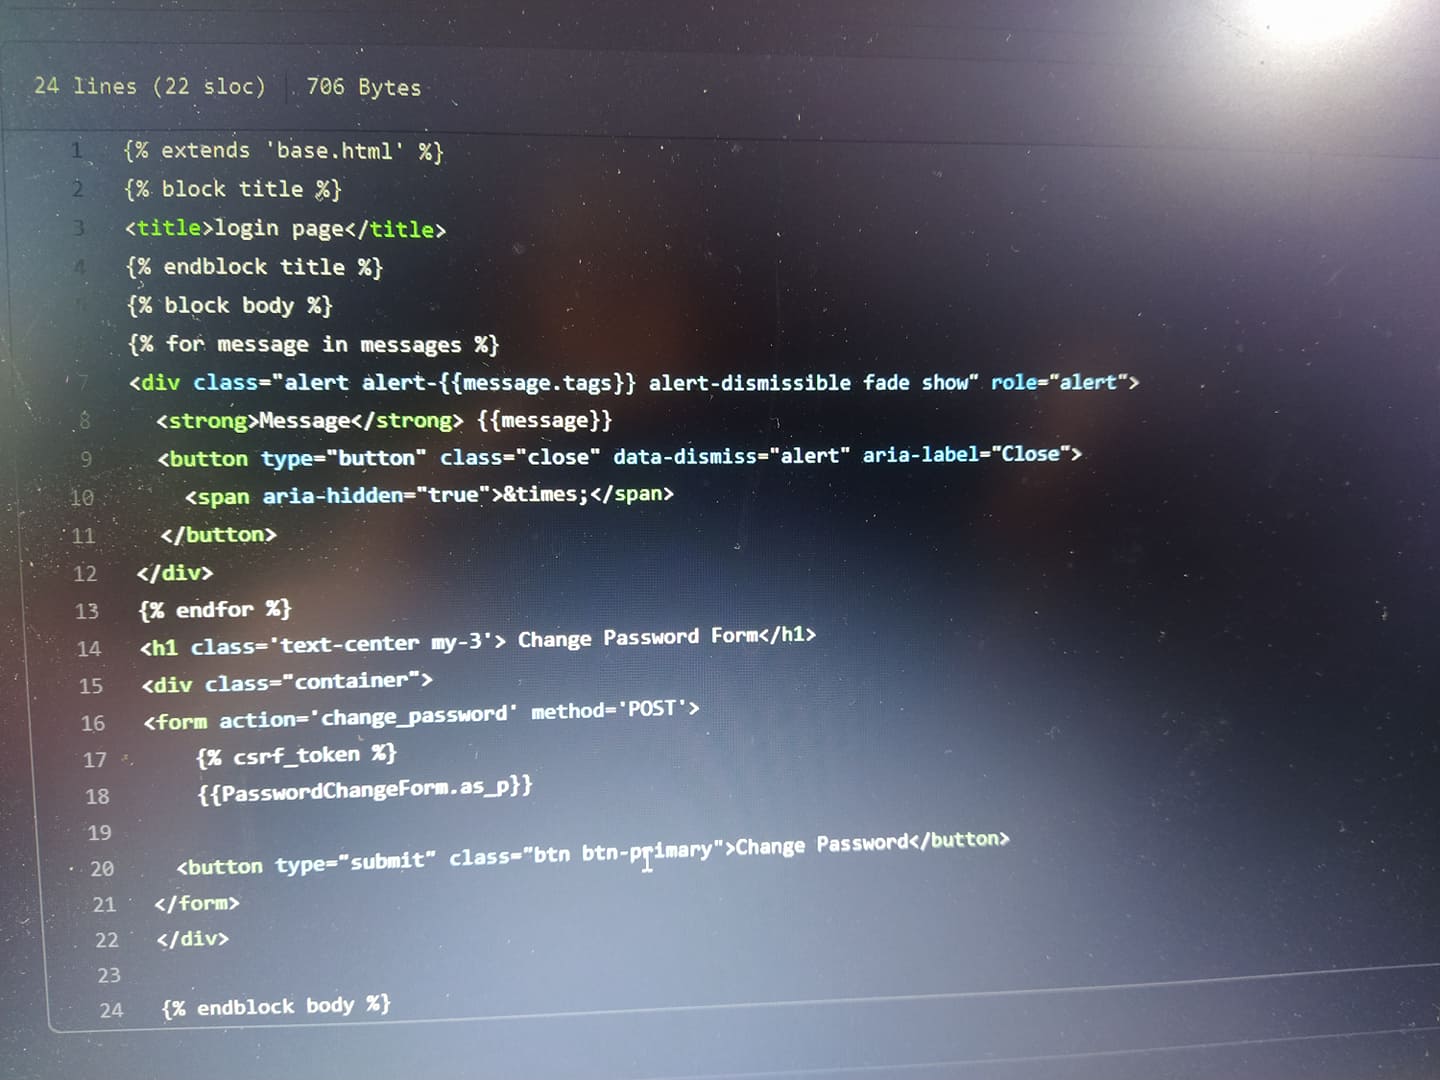 24 lines (22 sloc) 706 Bytes
1 {% extends 'base.html' %}
2 {% block title %}
3 <title>login page</title>
4 {% endblock title %}
{% block body %}
{% for message in messages %}
7 <div class="alert alert-{{message.tags}} alert-dismissible fade show" role="alert">
8 <strong>Message</strong> {{message}}
9 <button type="button" class="close" data-dismiss="alert" aria-label="Close">
10 <span aria-hidden="true">&times;</span>
11 </button>
12 </div>
13 {% endfor %}
14 <h1 class='text-center my-3'> Change Password Form</h1>
15 <div class="container">
16 <form action='change_password' method='POST'>
17 {% csrf_token %}
18 {{PasswordChangeForm.as_p}}
19
20 <button type="submit" class="btn btn-primary">Change Password</button>
21 </form>
22 </div>
23
24 {% endblock body %}